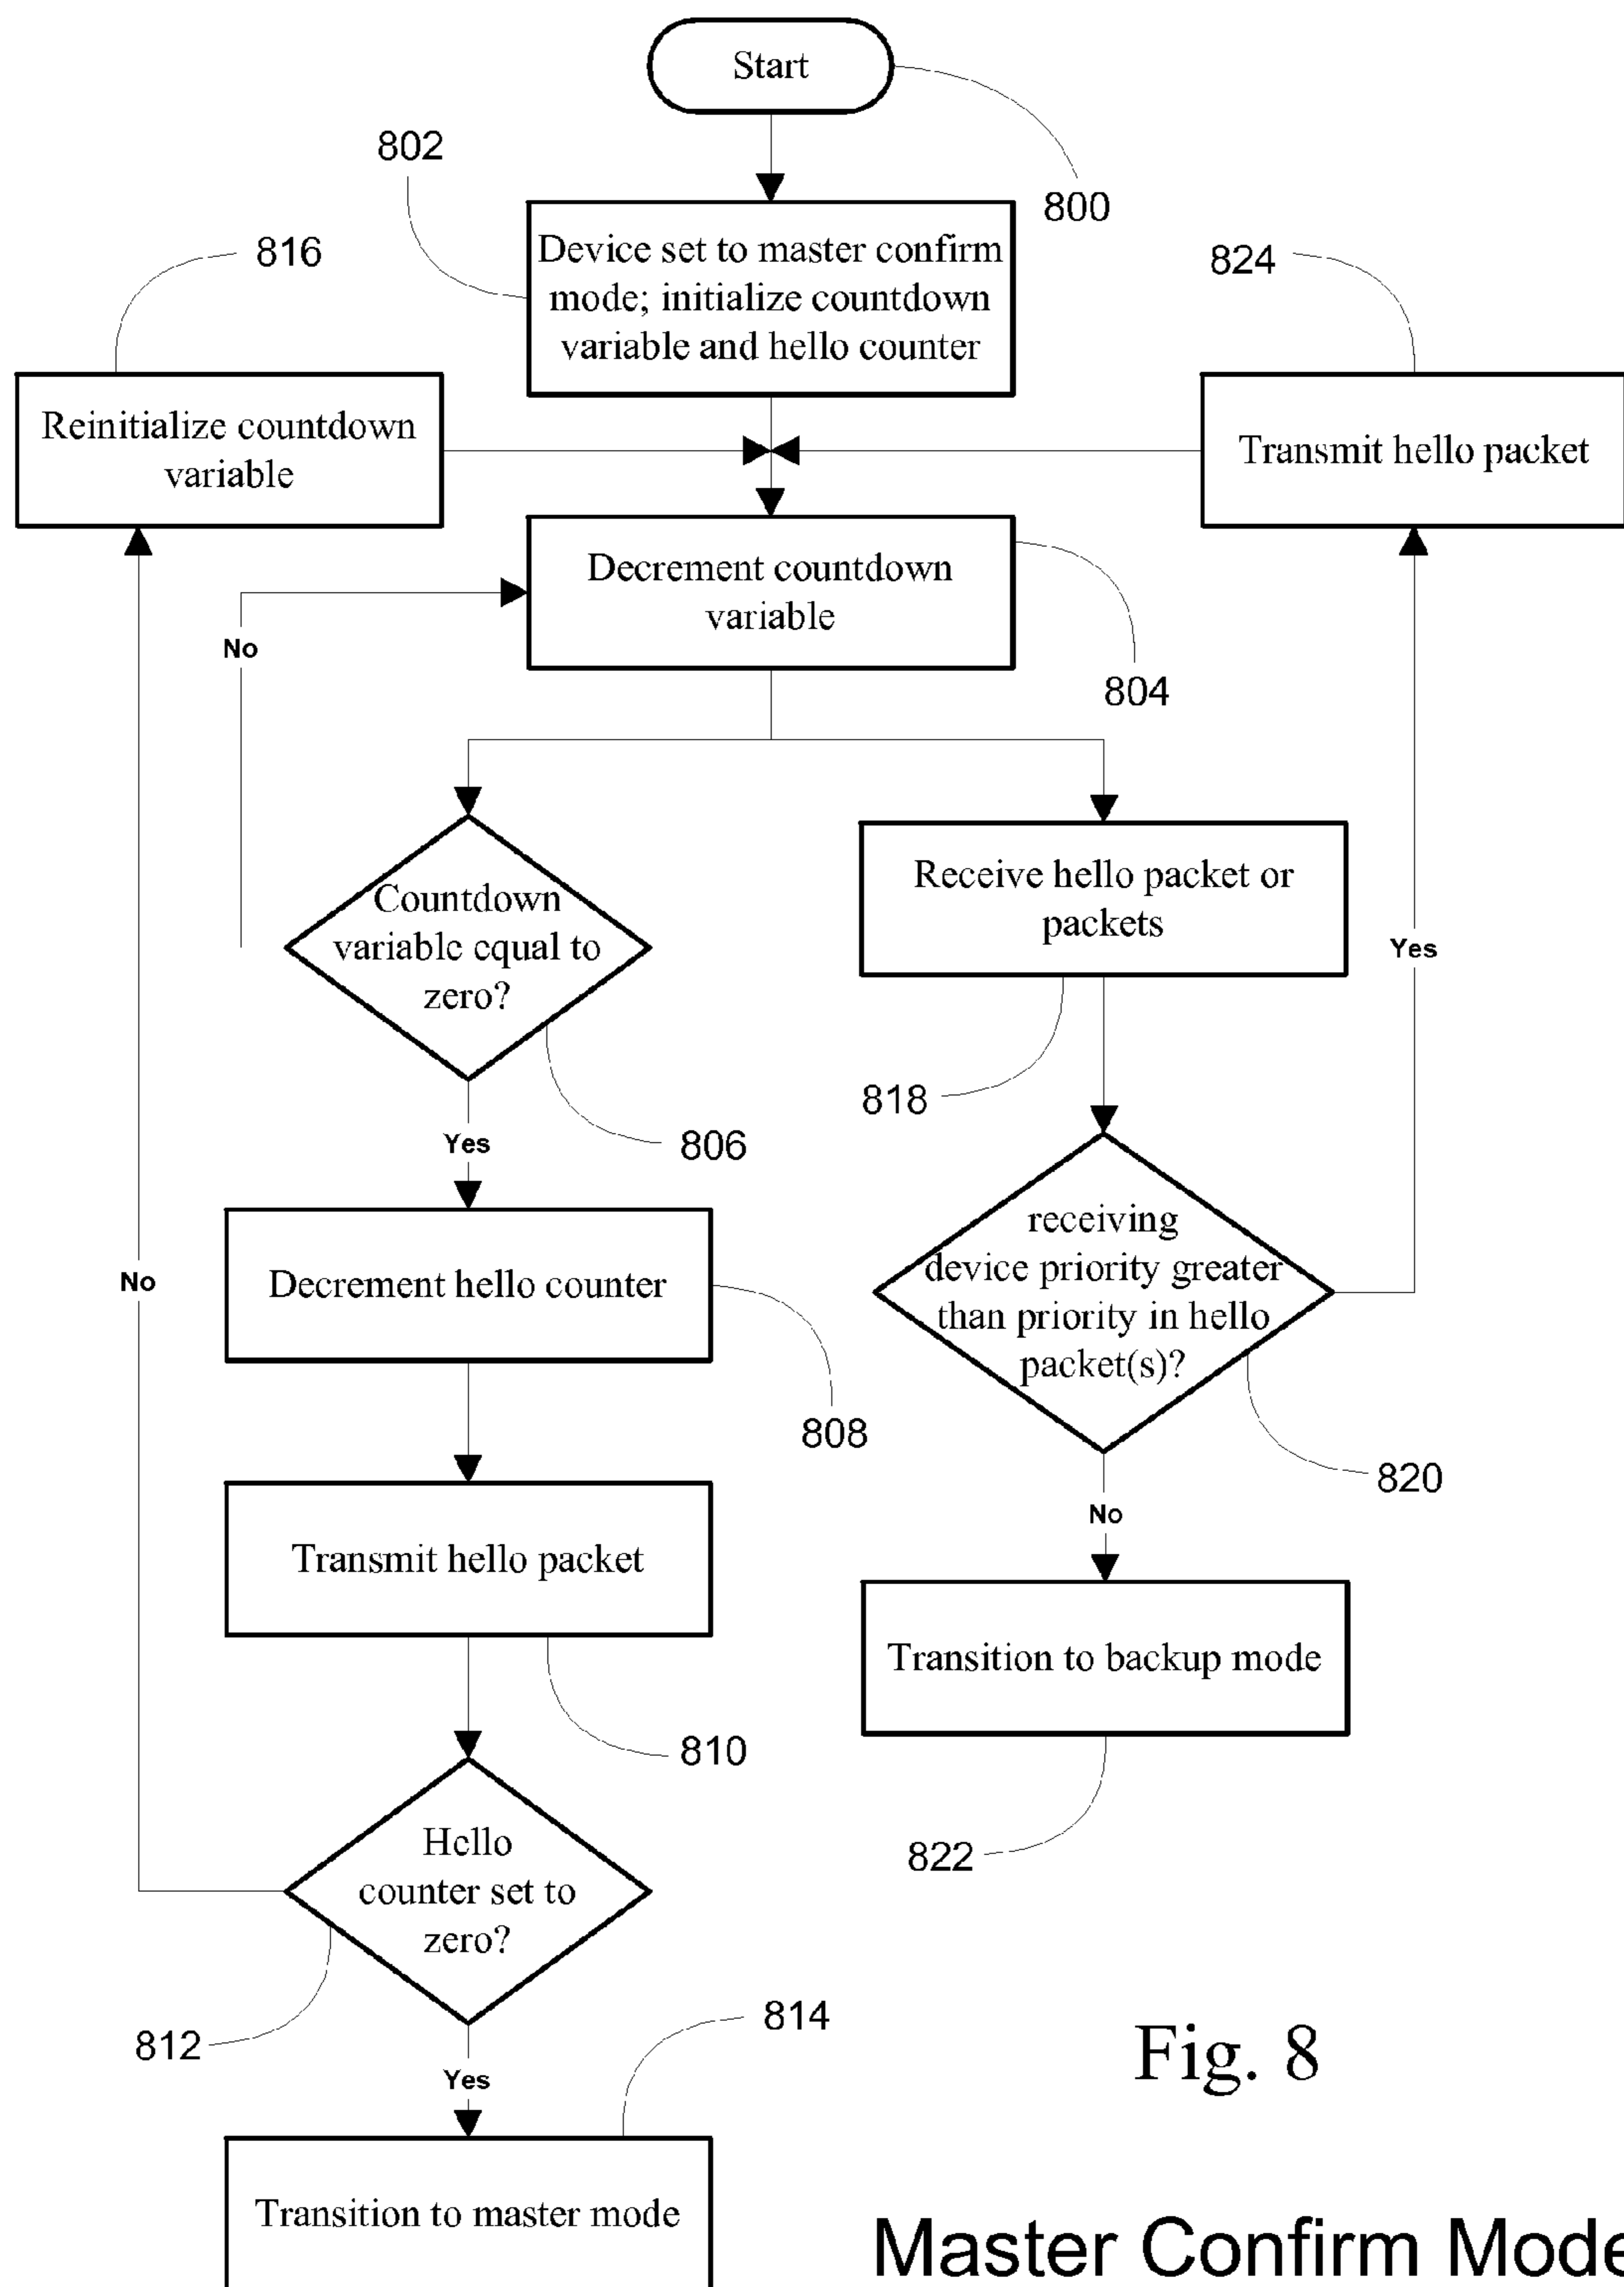 Start
802
800
Device set to master confirm
mode; initialize countdown
variable and hello counter
816
824
Reinitialize countdown
variable
Transmit hello packet
Decrement countdown
variable
No
804
Countdown
variable equal to
zero?
Receive hello packet or
packets
Yes
818
Yes
806
receiving
device priority greater
than priority in hello
packet(s)?
No
Decrement hello counter
808
820
No
Transmit hello packet
Transition to backup mode
810
822
Hello
counter set to
zero?
812
814
Yes
Fig. 8
Transition to master mode
Master Confirm Mode